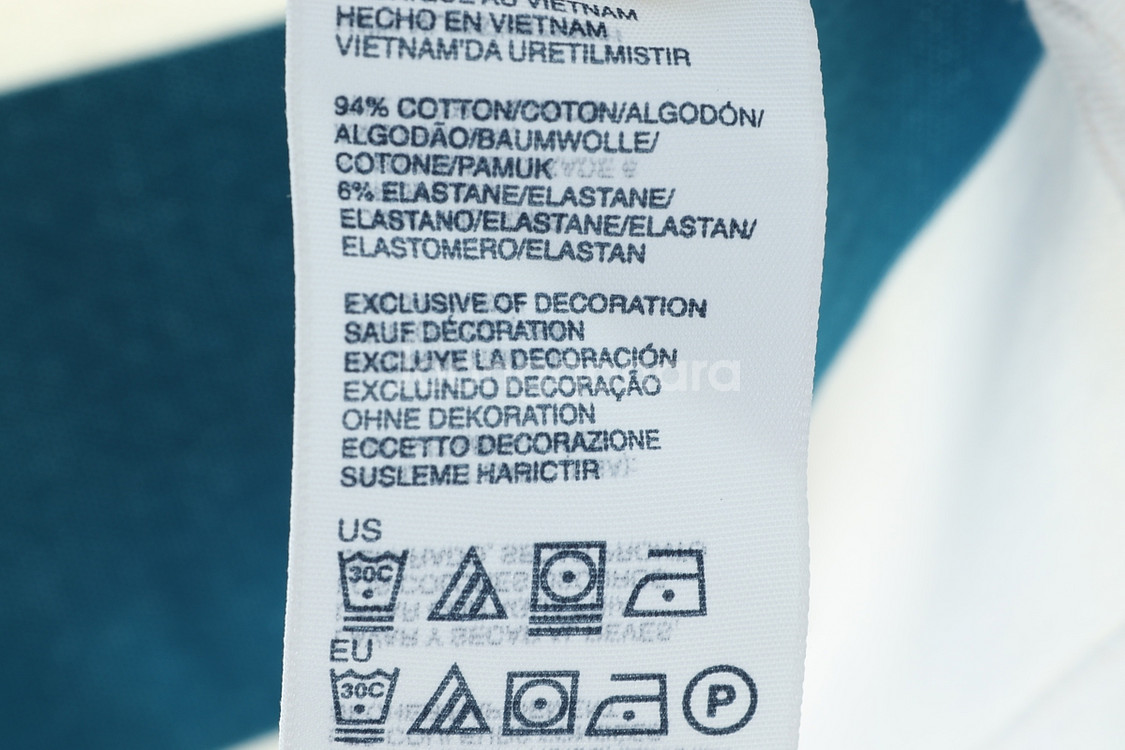 AU VIETNAM
HECHO EN VIETNAM
VIETNAM'DA URETILMISTIR
94% COTTON/COTON/ALGODÓN/
ALGODÃO/BAUMWOLLE/
COTONE/PAMUK
6% ELASTANE/ELASTANE/
ELASTANO/ELASTANE/ELASTAN/
ELASTOMERO/ELASTAN
EXCLUSIVE OF DECORATION
SAUF DÉCORATION
EXCLUYE LA DECORACIÓN
EXCLUINDO DECORAÇÃO
OHNE DEKORATION
ECCETTO DECORAZIONE
SUSLEME HARICTIR
US
30C
EU
30C
P